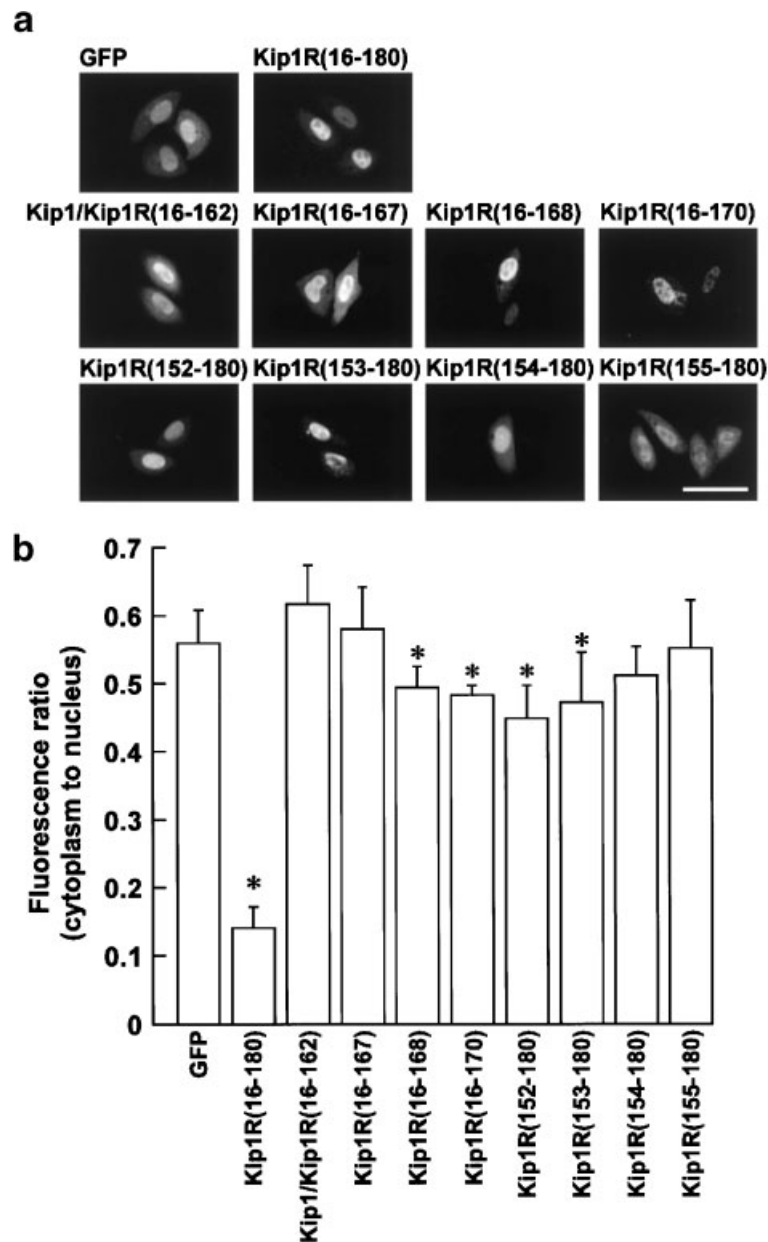 a
GFP Kip1R(16-180)
Kip1/Kip1R(16-162) Kip1R(16-167) Kip1R(16-168) Kip1R(16-170)
Kip1R(152-180) Kip1R(153-180) Kip1R(154-180) Kip1R(155-180)
b
Fluorescence ratio
(cytoplasm to nucleus)
0.7
0.6
0.5
0.4
0.3
0.2
0.1
0
* * * * *
GFP
Kip1R(16-180)
Kip1/Kip1R(16-162)
Kip1R(16-167)
Kip1R(16-168)
Kip1R(16-170)
Kip1R(152-180)
Kip1R(153-180)
Kip1R(154-180)
Kip1R(155-180)